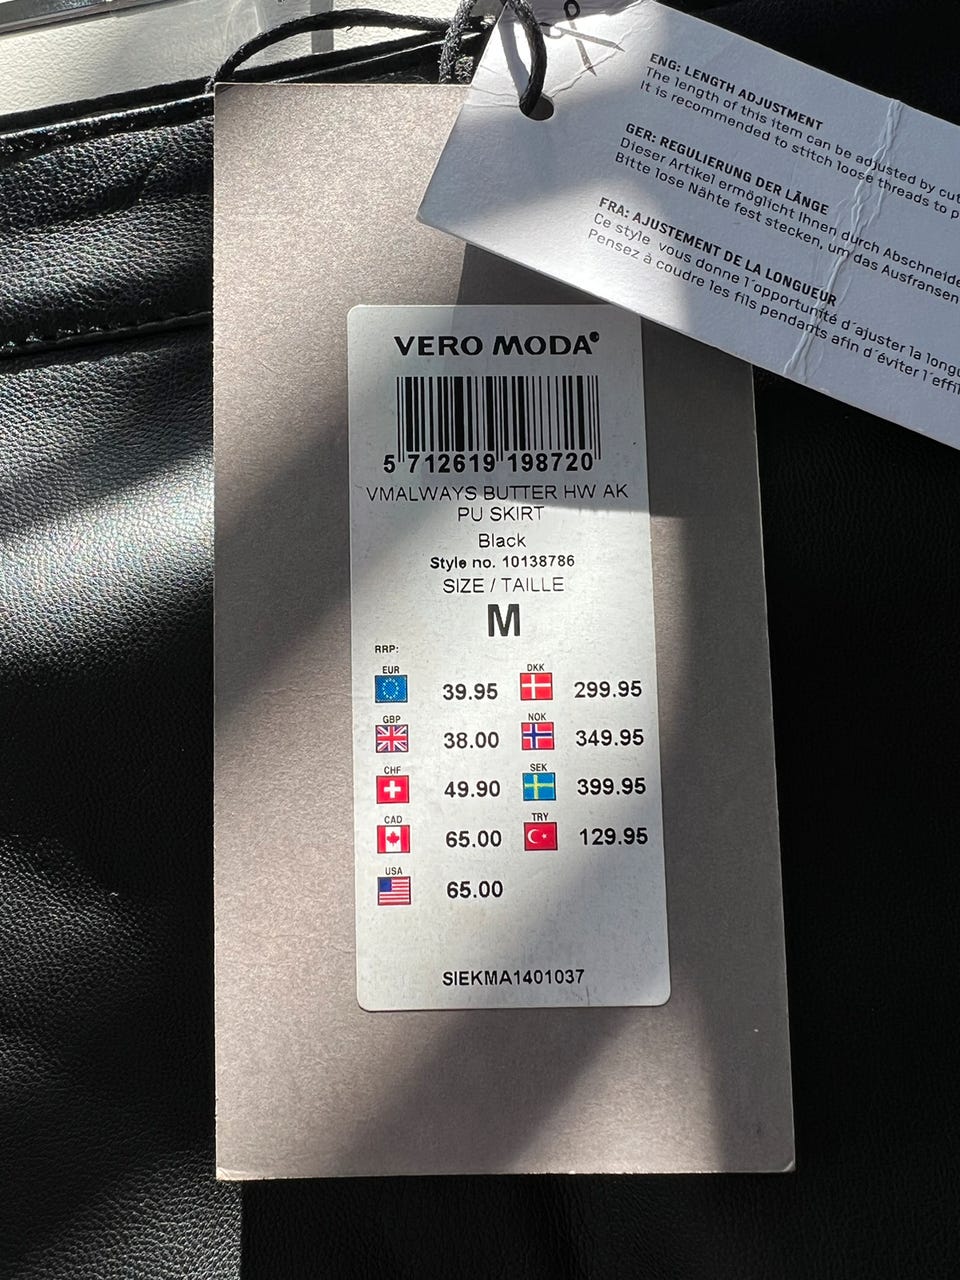 ENG: LENGTH ADJUSTMENT
The length of this item can be adjusted by
It is recommended to stitch loose threads to
GER: REGULIERUNG DER LÄNGE
Dieser Artikel ermöglicht Ihnen durch
Bitte lose Nähte fest stecken, um das
FRA: AJUSTEMENT DE LA LONGUEUR
Ce style vous donne l´opportunité d´ajuster la
Pensez à coudre les fils pendants afin d´éviter
VERO MODA®
5 712619 198720
VMALWAYS BUTTER HW AK
PU SKIRT
Black
Style no. 10138786
SIZE / TAILLE
M
RRP:
EUR 39.95 DKK 299.95
GBP 38.00 NOK 349.95
CHF 49.90 SEK 399.95
CAD 65.00 TRY 129.95
USA 65.00
SIEKMA1401037